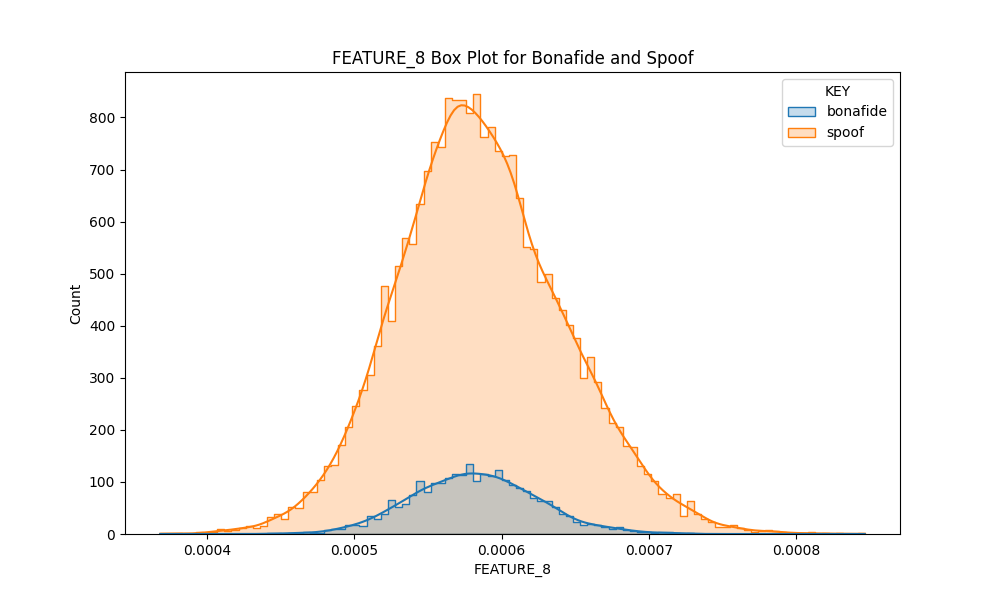 FEATURE_8 Box Plot for Bonafide and Spoof
KEY
bonafide
spoof
800
700
600
500
400
300
200
100
0
Count
0.0004 0.0005 0.0006 0.0007 0.0008
FEATURE_8